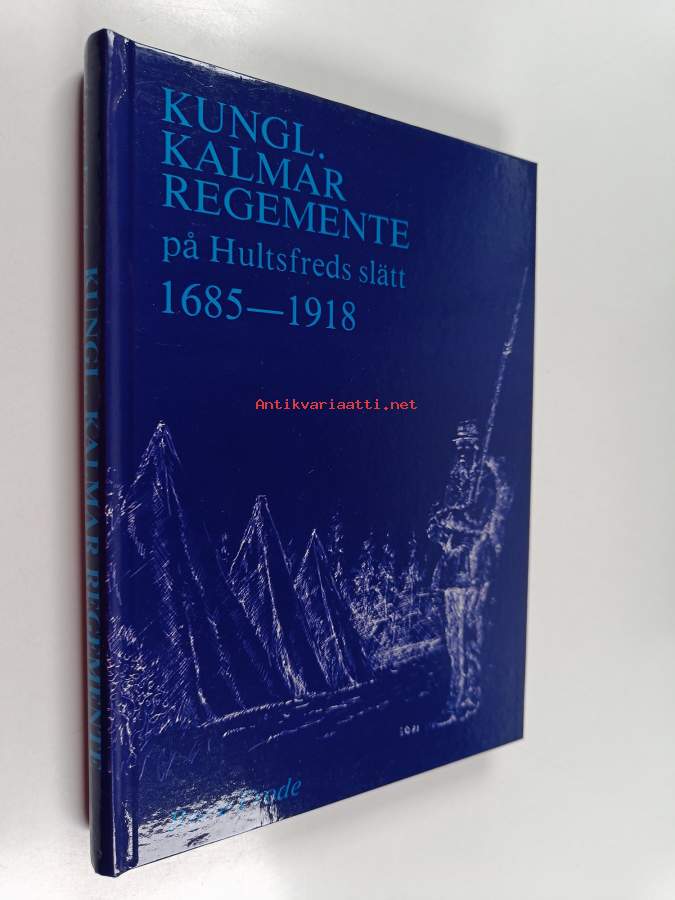 KUNGL.
KALMAR
REGEMENTE
på Hultsfreds slätt
1685—1918
Antikvariaatti.net
KUNGL. KALMAR REGEMENTE